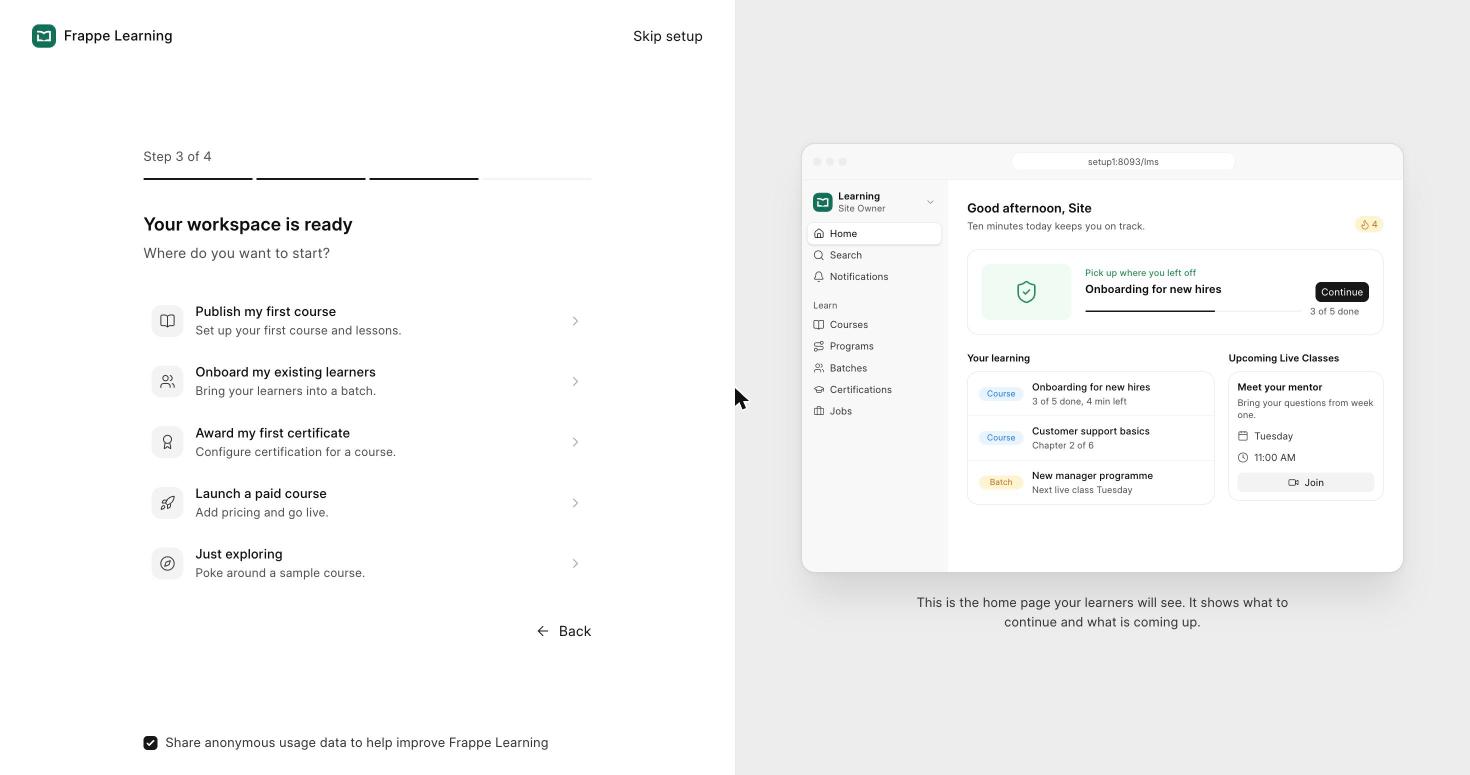 Frappe Learning
Skip setup
Step 3 of 4
Your workspace is ready
Where do you want to start?
Publish my first course
Set up your first course and lessons.
Onboard my existing learners
Bring your learners into a batch.
Award my first certificate
Configure certification for a course.
Launch a paid course
Add pricing and go live.
Just exploring
Poke around a sample course.
Back
Share anonymous usage data to help improve Frappe Learning
setup1:8093/lms
Learning
Site Owner
Home
Search
Notifications
Learn
Courses
Programs
Batches
Certifications
Jobs
Good afternoon, Site
Ten minutes today keeps you on track.
4
Pick up where you left off
Onboarding for new hires
Continue
3 of 5 done
Your learning
Course
Onboarding for new hires
3 of 5 done, 4 min left
Course
Customer support basics
Chapter 2 of 6
Batch
New manager programme
Next live class Tuesday
Upcoming Live Classes
Meet your mentor
Bring your questions from week
one.
Tuesday
11:00 AM
Join
This is the home page your learners will see. It shows what to
continue and what is coming up.